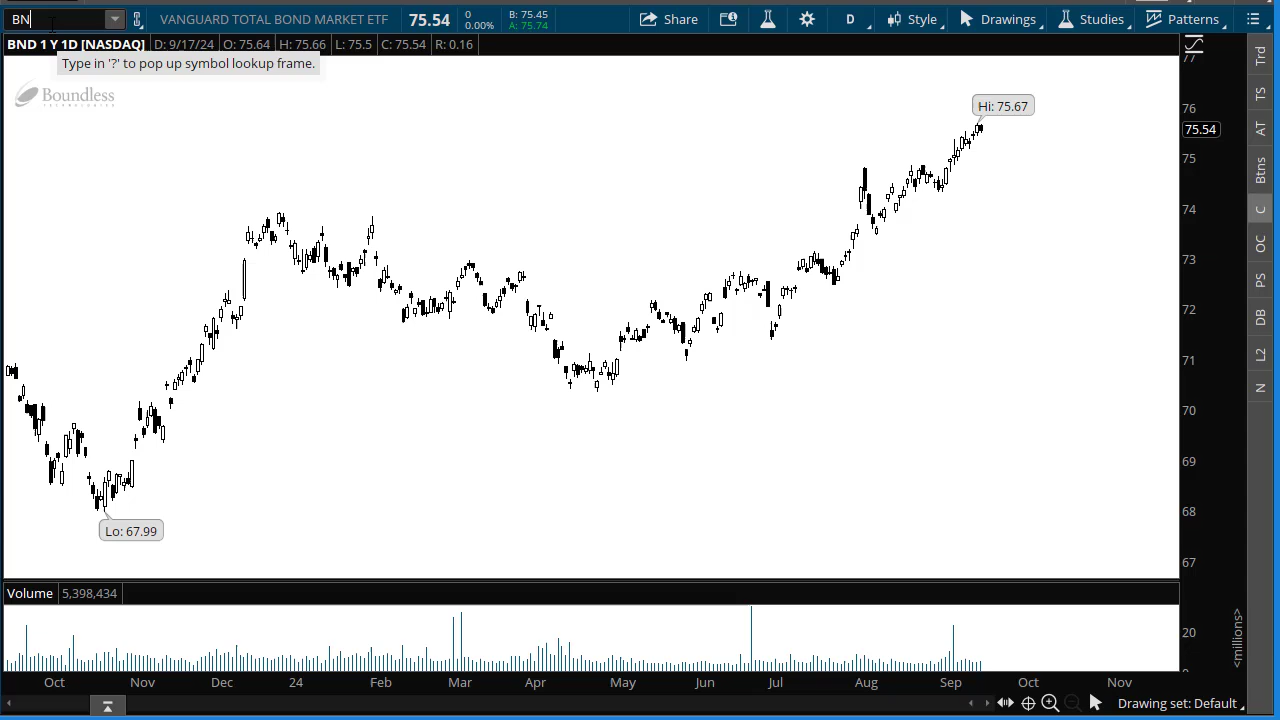 BN
VANGUARD TOTAL BOND MARKET ETF
75.54
0
0.00%
B: 75.45
A: 75.74
Share
D
Style
Drawings
Studies
Patterns
BND 1 Y 1D [NASDAQ]
D: 9/17/24
O: 75.64
H: 75.66
L: 75.5
C: 75.54
R: 0.16
Type in '?' to pop up symbol lookup frame.
Boundless
Hi: 75.67
Lo: 67.99
77
76
75.54
75
74
73
72
71
70
69
68
67
Trd
TS
AT
Btns
C
OC
PS
DB
L2
N
Volume
5,398,434
20
<millions>
Oct
Nov
Dec
24
Feb
Mar
Apr
May
Jun
Jul
Aug
Sep
Oct
Nov
Drawing set: Default